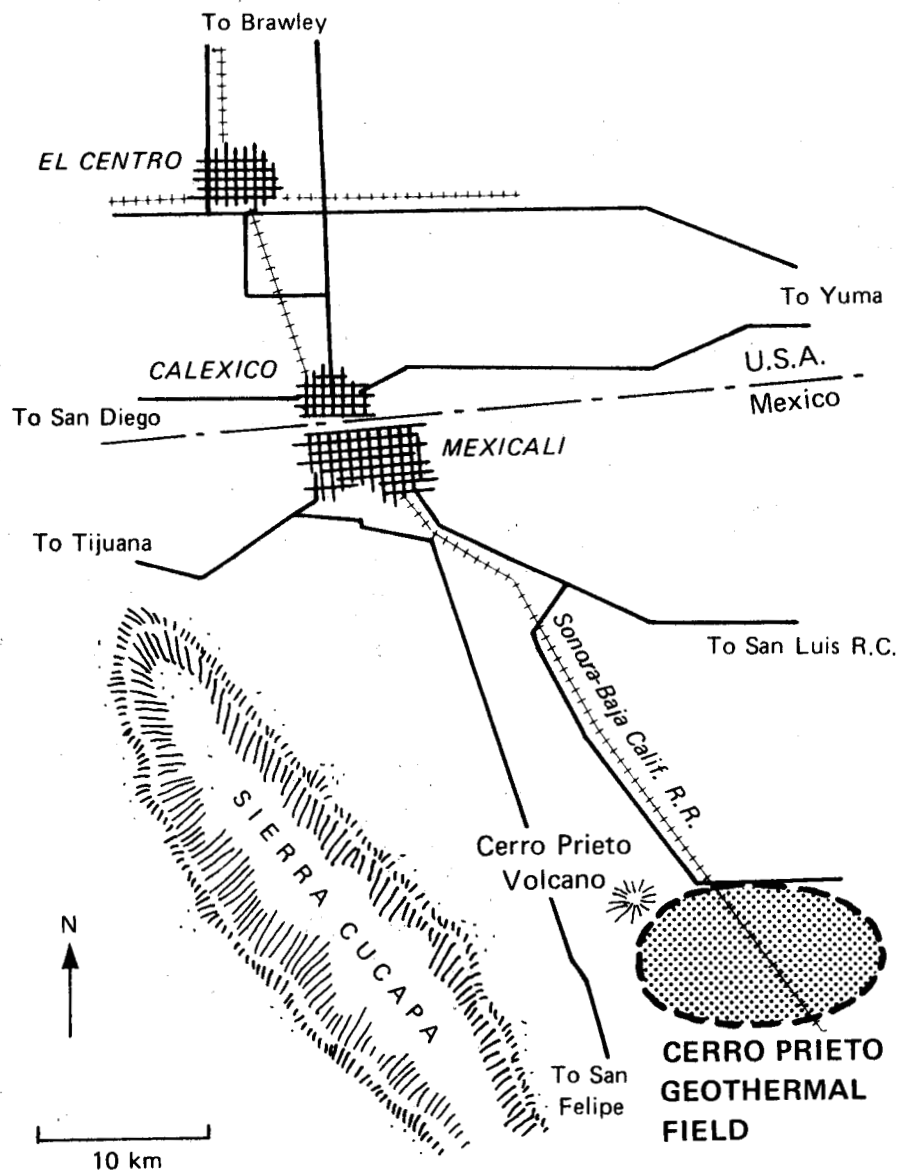 To Brawley
EL CENTRO
To Yuma
CALEXICO
U.S.A.
To San Diego
Mexico
MEXICALI
To Tijuana
To San Luis R.C.
Sonora-Baja Calif. R.R.
SIERRA CUCAPA
Cerro Prieto
Volcano
N
CERRO PRIETO
GEOTHERMAL
FIELD
To San
Felipe
10 km